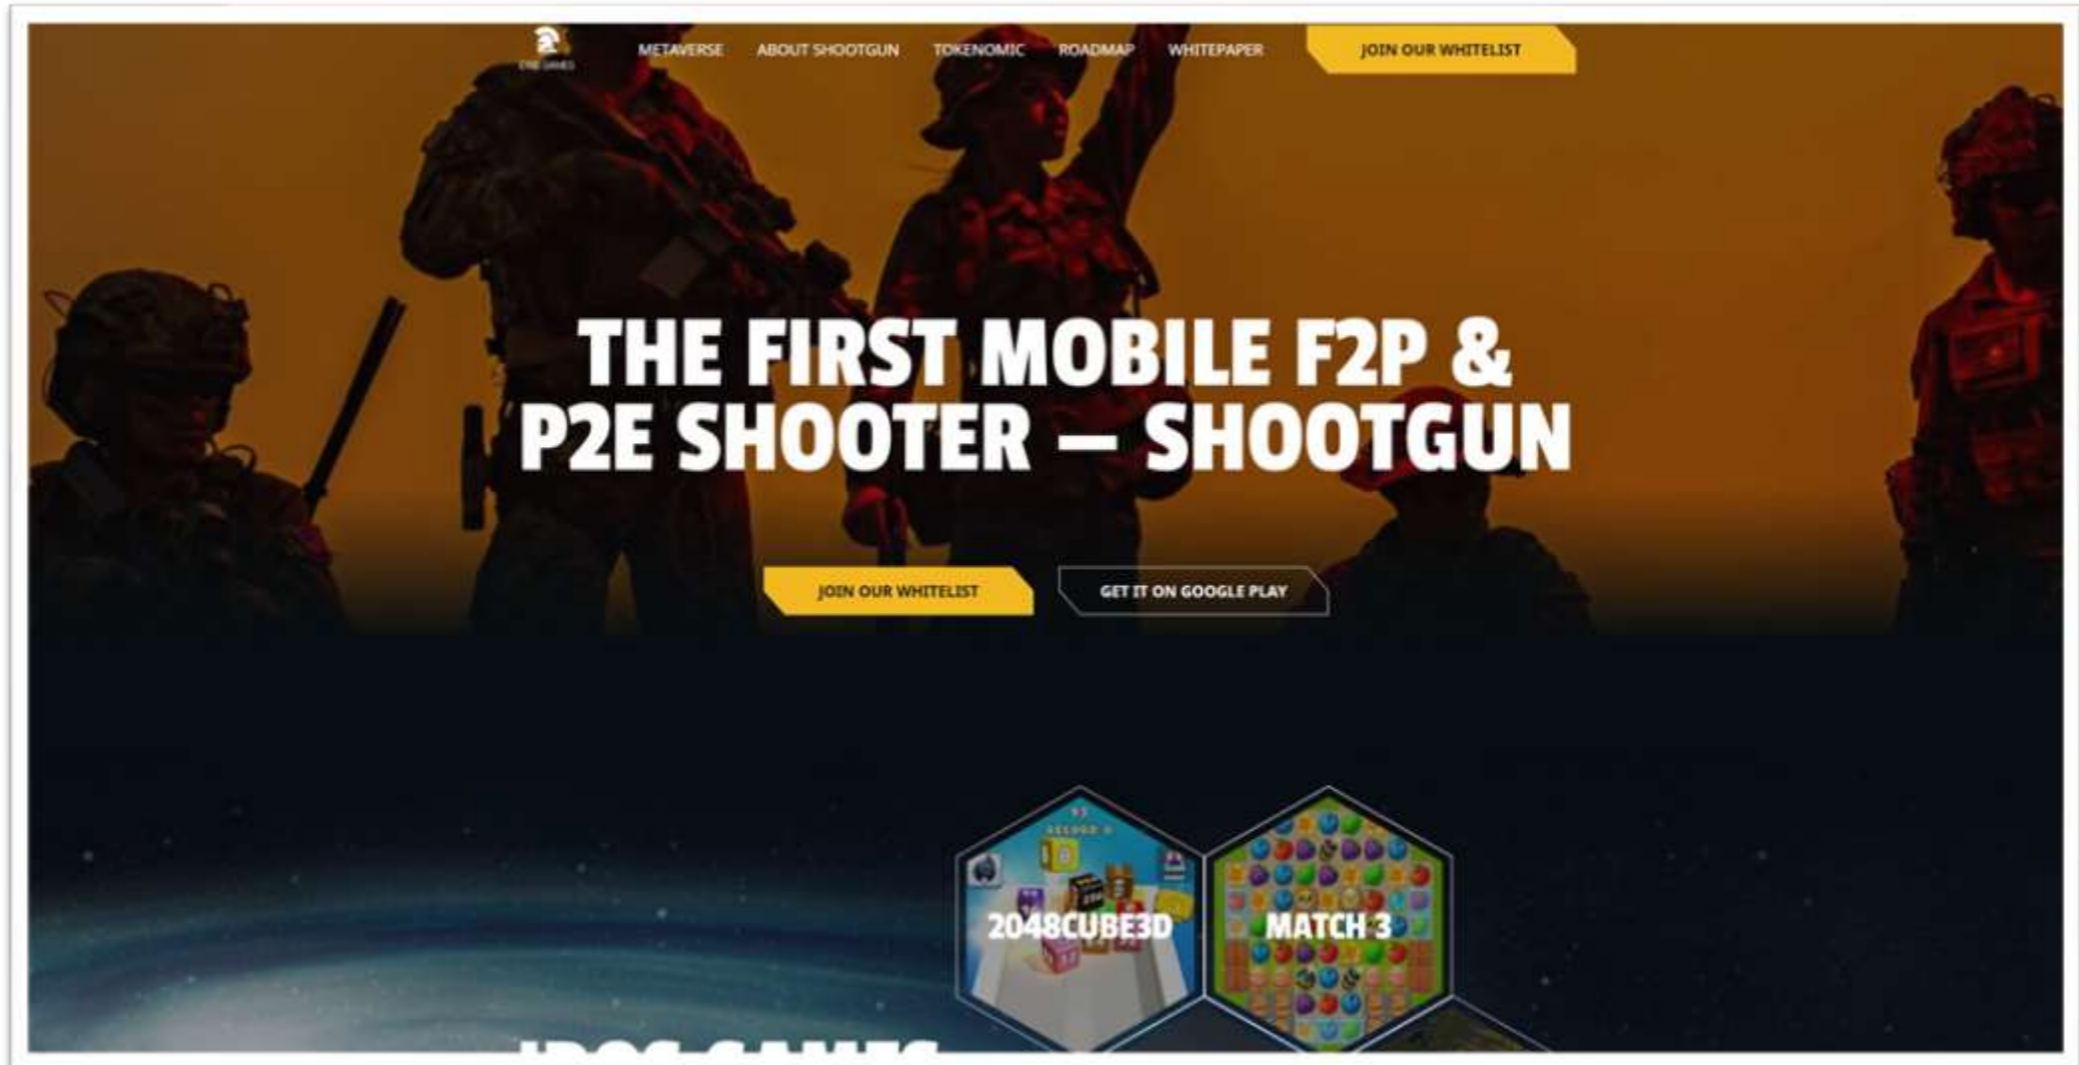 METAVERSE
ABOUT SHOOTGUN
TOKENOMIC
ROADMAP
WHITEPAPER
JOIN OUR WHITELIST
THE FIRST MOBILE F2P &
P2E SHOOTER — SHOOTGUN
JOIN OUR WHITELIST
GET IT ON GOOGLE PLAY
2048CUBE3D
MATCH 3
GAMES